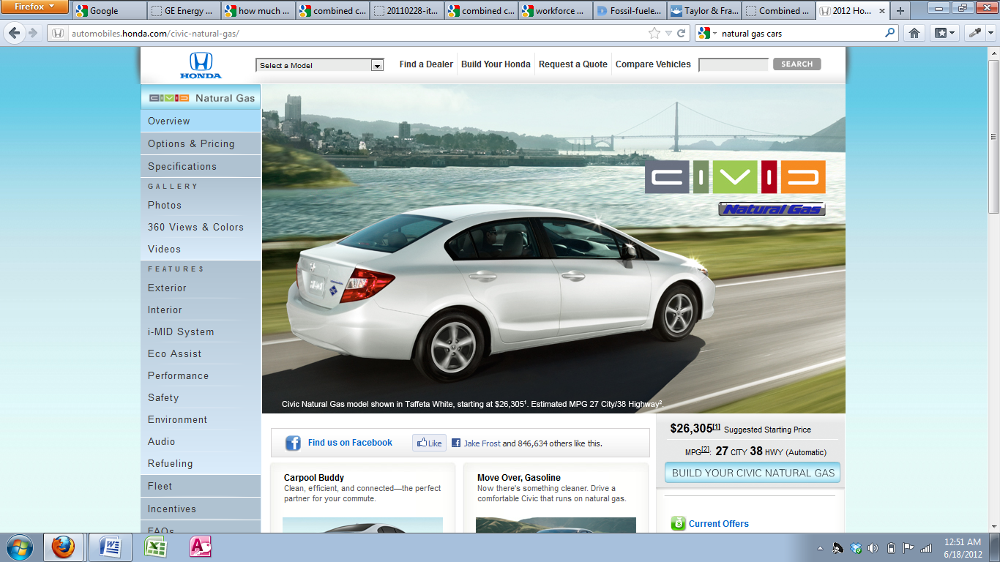 Firefox
Google
GE Energy ...
how much ...
combined c...
20110228-it...
combined c...
workforce ...
Fossil-fuele...
Taylor & Fra...
Combined ...
2012 Ho...
automobiles.honda.com/civic-natural-gas/
natural gas cars
HONDA
Select a Model
Find a Dealer
Build Your Honda
Request a Quote
Compare Vehicles
SEARCH
CIVIC Natural Gas
Overview
Options & Pricing
Specifications
GALLERY
Photos
360 Views & Colors
Videos
FEATURES
Exterior
Interior
i-MID System
Eco Assist
Performance
Safety
Environment
Audio
Refueling
Fleet
Incentives
FAQs
CIVIC
Natural Gas
Civic Natural Gas model shown in Taffeta White, starting at $26,305¹. Estimated MPG 27 City/38 Highway².
Find us on Facebook
Like
Jake Frost and 846,634 others like this.
$26,305[1] Suggested Starting Price
MPG[2]: 27 CITY 38 HWY (Automatic)
BUILD YOUR CIVIC NATURAL GAS
Carpool Buddy
Clean, efficient, and connected—the perfect
partner for your commute.
Move Over, Gasoline
Now there's something cleaner. Drive a
comfortable Civic that runs on natural gas.
Current Offers
12:51 AM
6/18/2012